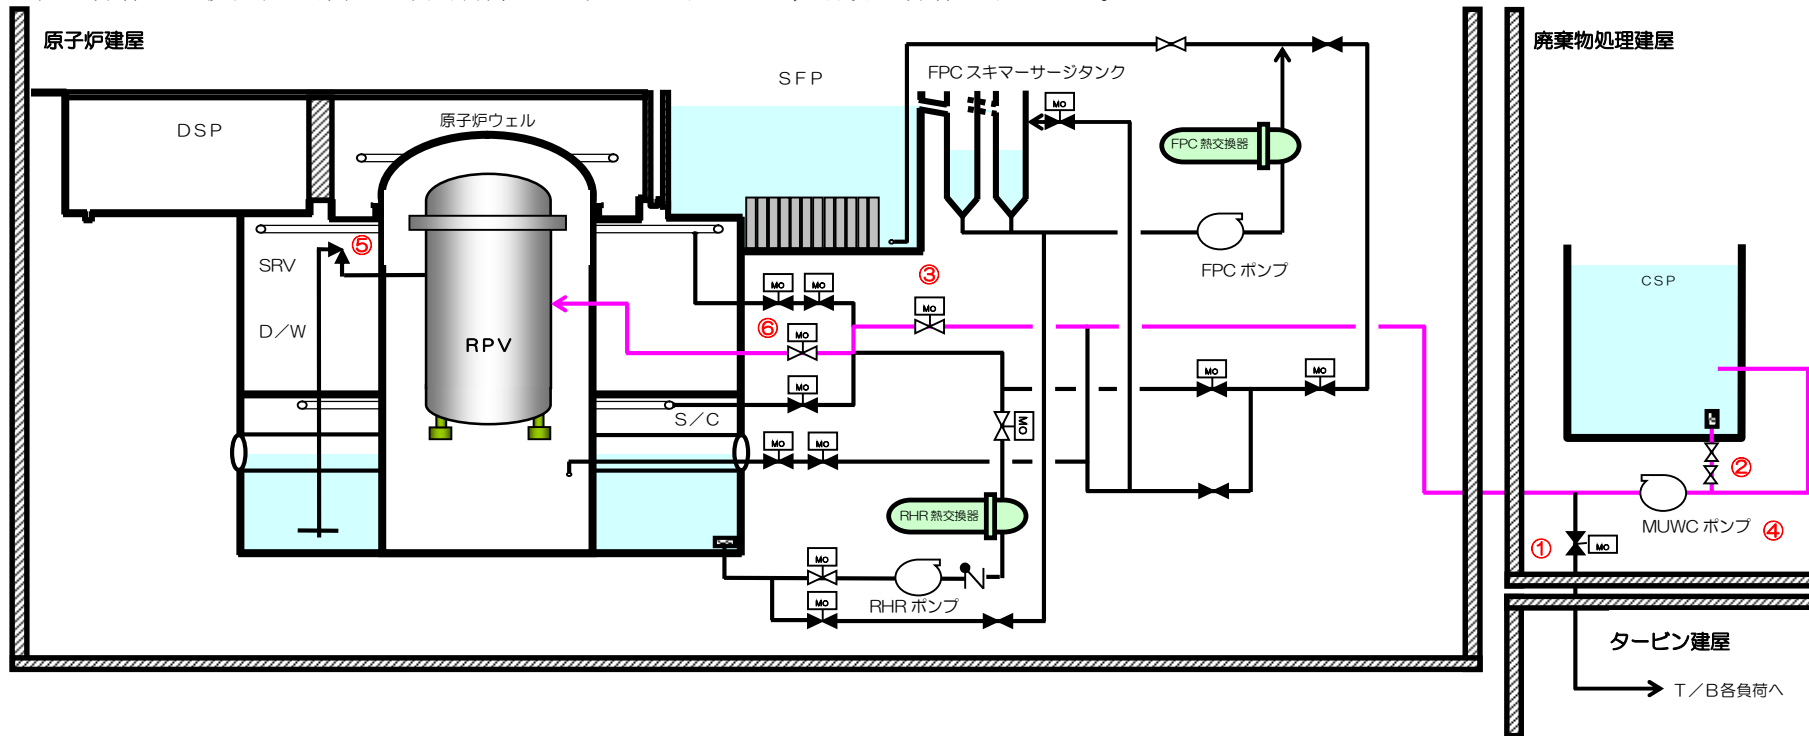 原子炉建屋
廃棄物処理建屋
SFP
FPC スキマーサージタンク
MO
DSP
原子炉ウェル
FPC 熱交換器
⑤
SRV
③
FPC ポンプ
MO
MO
CSP
MO
D/W
⑥
MO
RPV
MO
MO
MO
S/C
MO
MO
MO
②
RHR 熱交換器
MUWC ポンプ
④
①
MO
MO
RHR ポンプ
MO
タービン建屋
T/B各負荷へ